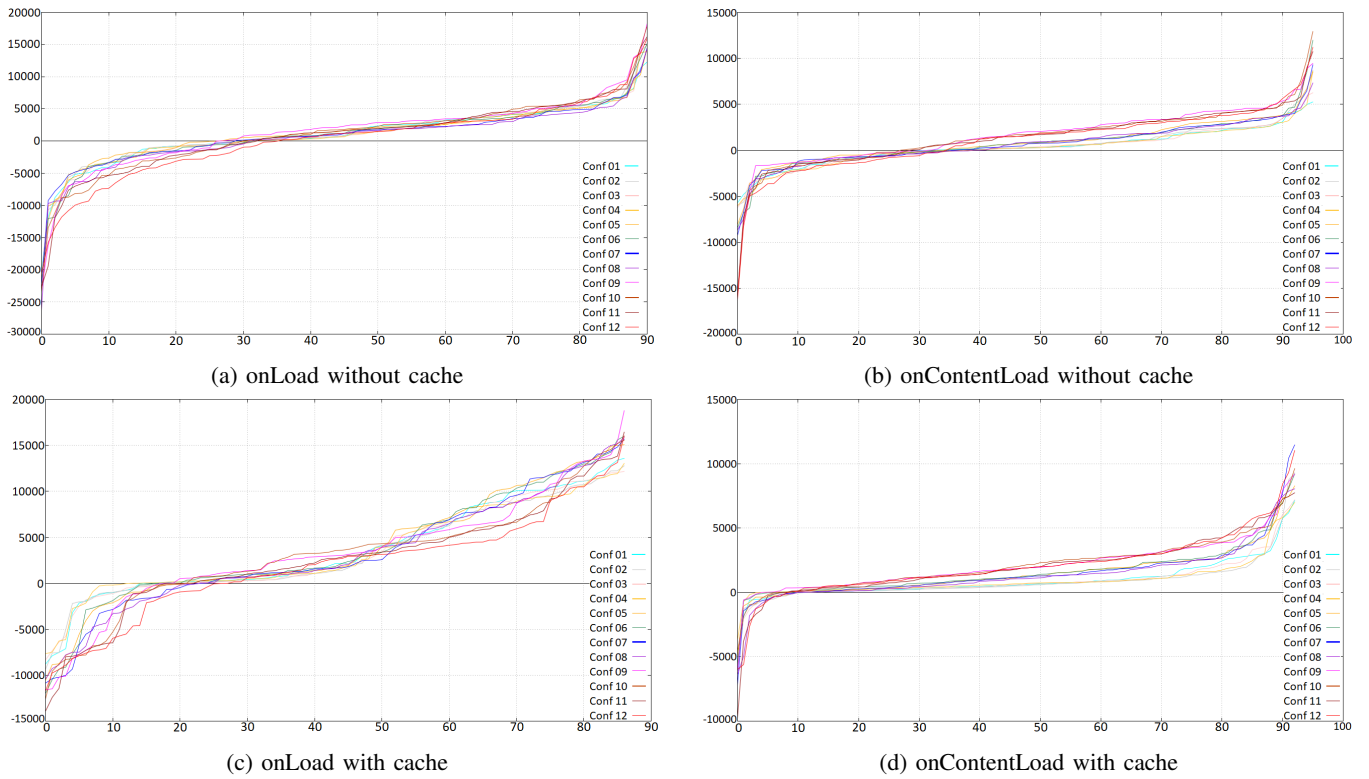 20000
15000
10000
5000
0
-5000
-10000
-15000
-20000
-25000
-30000
0 10 20 30 40 50 60 70 80 90
Conf 01
Conf 02
Conf 03
Conf 04
Conf 05
Conf 06
Conf 07
Conf 08
Conf 09
Conf 10
Conf 11
Conf 12
(a) onLoad without cache
15000
10000
5000
0
-5000
-10000
-15000
-20000
0 10 20 30 40 50 60 70 80 90 100
Conf 01
Conf 02
Conf 03
Conf 04
Conf 05
Conf 06
Conf 07
Conf 08
Conf 09
Conf 10
Conf 11
Conf 12
(b) onContentLoad without cache
20000
15000
10000
5000
0
-5000
-10000
-15000
0 10 20 30 40 50 60 70 80 90
Conf 01
Conf 02
Conf 03
Conf 04
Conf 05
Conf 06
Conf 07
Conf 08
Conf 09
Conf 10
Conf 11
Conf 12
(c) onLoad with cache
15000
10000
5000
0
-5000
-10000
0 10 20 30 40 50 60 70 80 90 100
Conf 01
Conf 02
Conf 03
Conf 04
Conf 05
Conf 06
Conf 07
Conf 08
Conf 09
Conf 10
Conf 11
Conf 12
(d) onContentLoad with cache